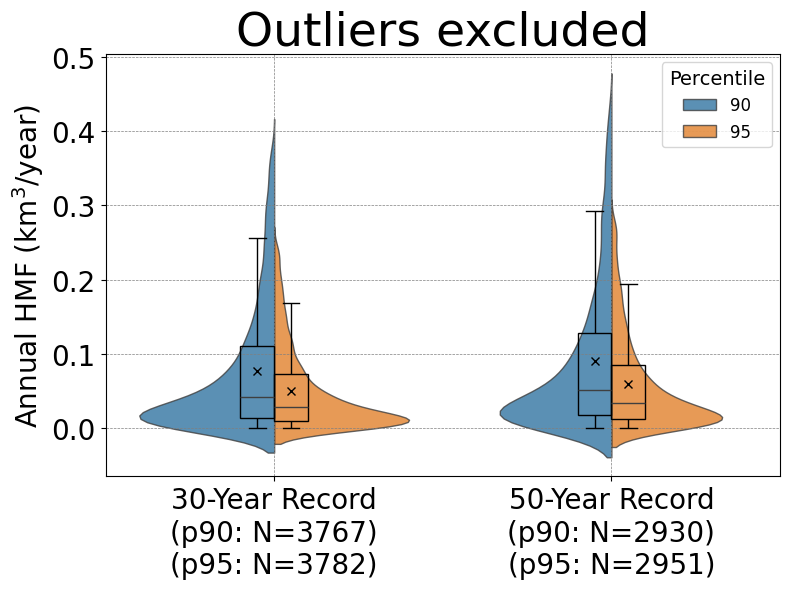 Outliers excluded
Annual HMF (km³/year)
0.5
0.4
0.3
0.2
0.1
0.0
Percentile
90
95
30-Year Record
(p90: N=3767)
(p95: N=3782)
50-Year Record
(p90: N=2930)
(p95: N=2951)